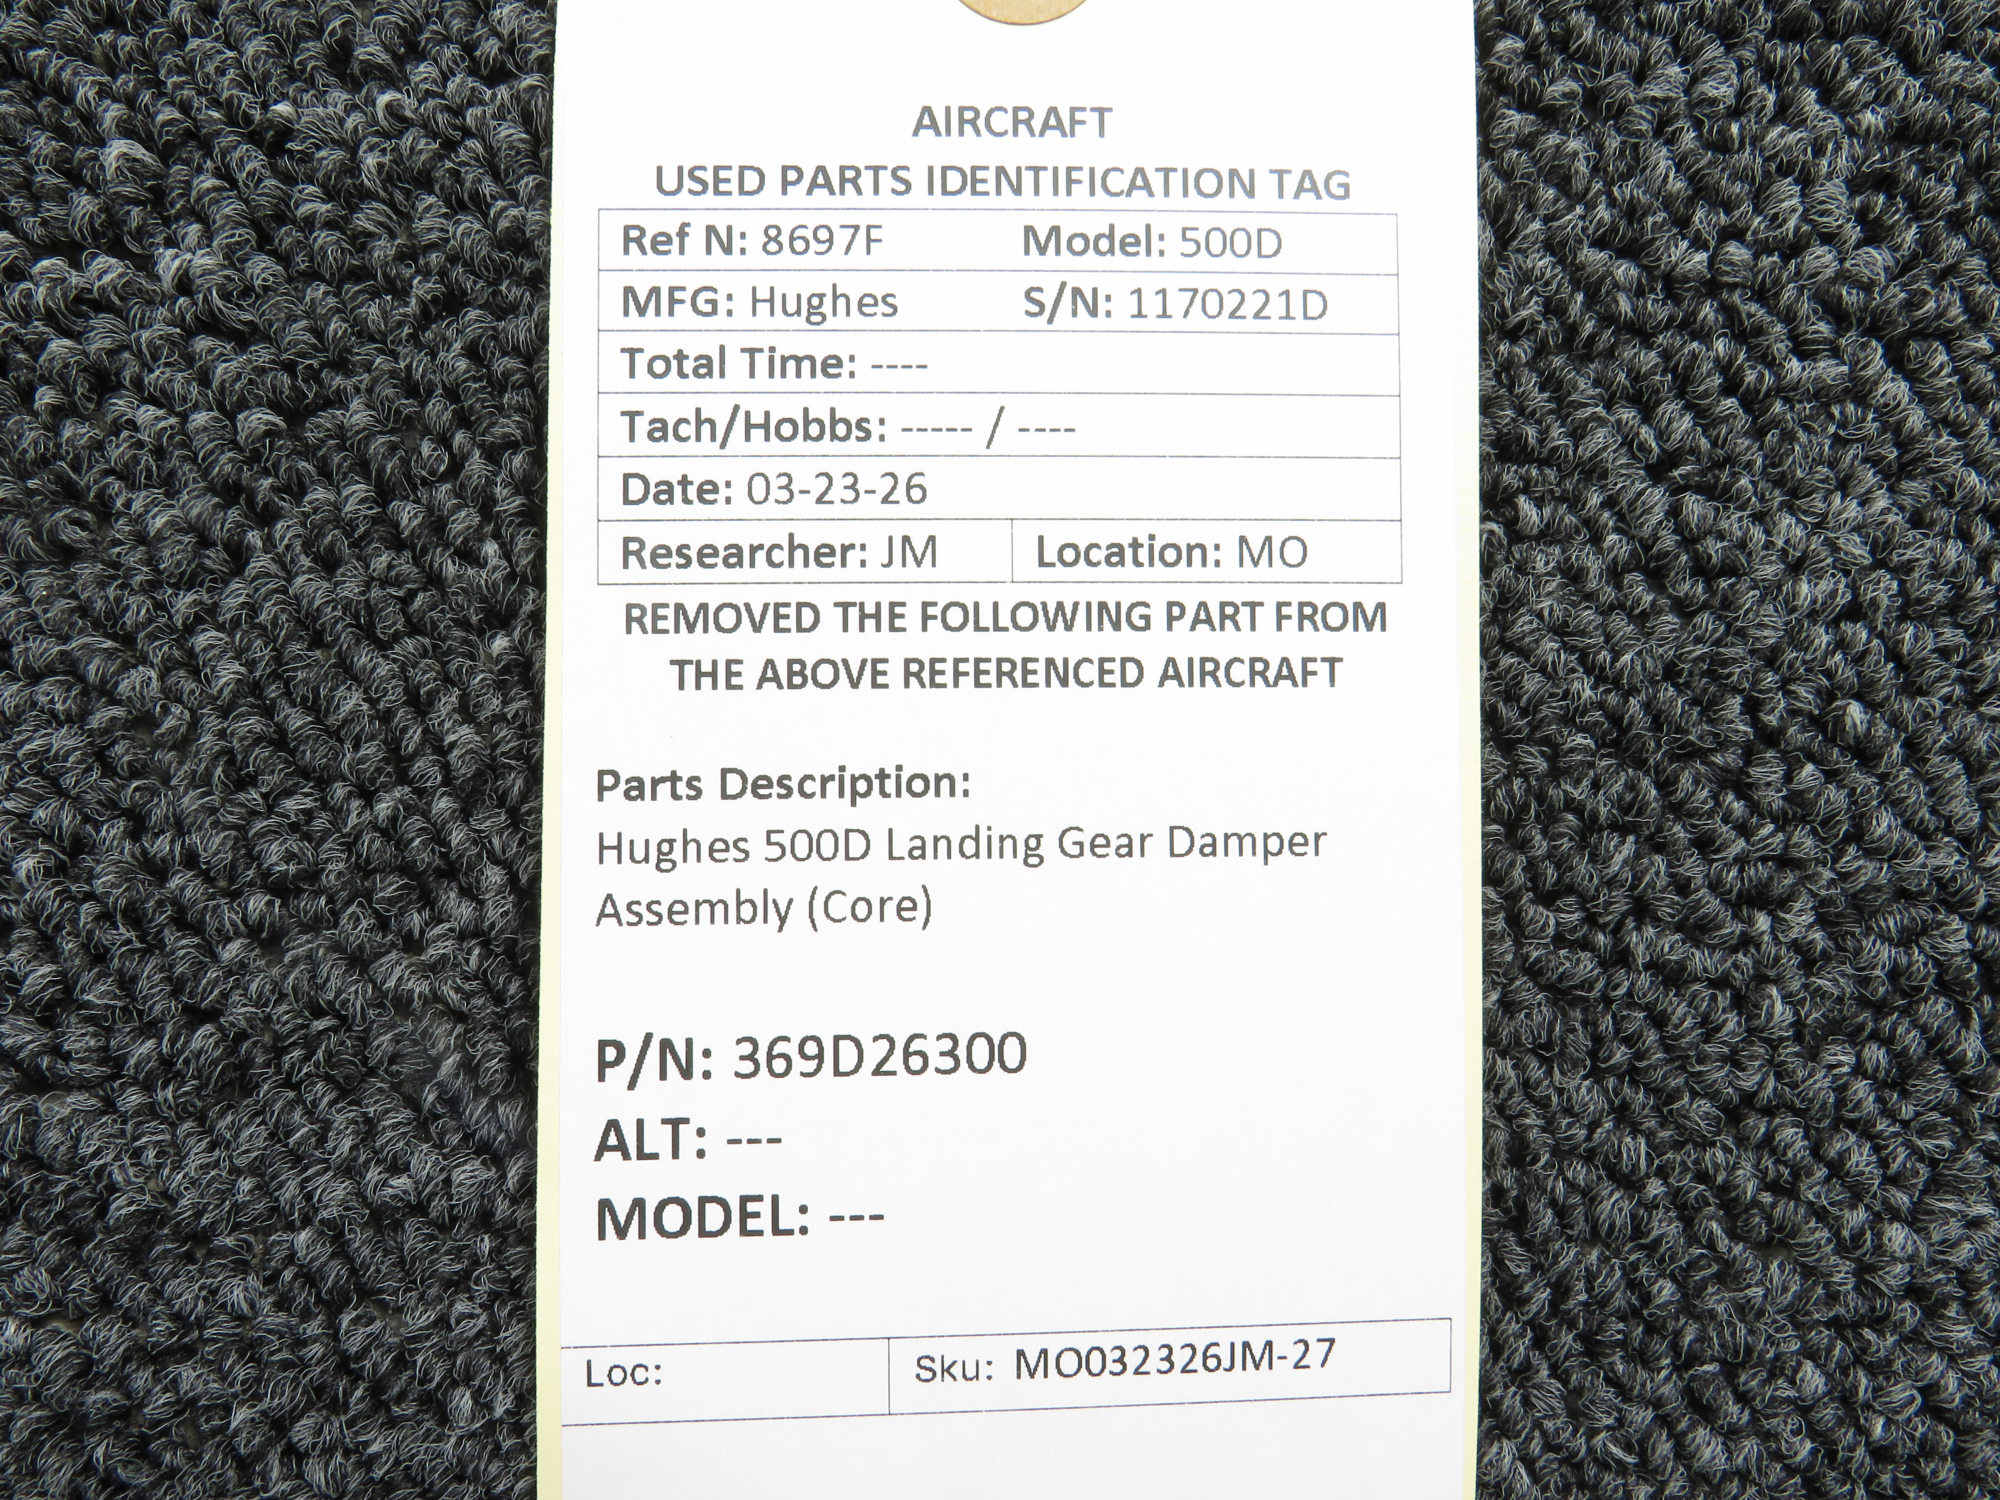 AIRCRAFT
USED PARTS IDENTIFICATION TAG
Ref N: 8697F Model: 500D
MFG: Hughes S/N: 1170221D
Total Time: ----
Tach/Hobbs: ----- / ----
Date: 03-23-26
Researcher: JM Location: MO
REMOVED THE FOLLOWING PART FROM
THE ABOVE REFERENCED AIRCRAFT
Parts Description:
Hughes 500D Landing Gear Damper
Assembly (Core)
P/N: 369D26300
ALT: ---
MODEL: ---
Loc: Sku: MO032326JM-27